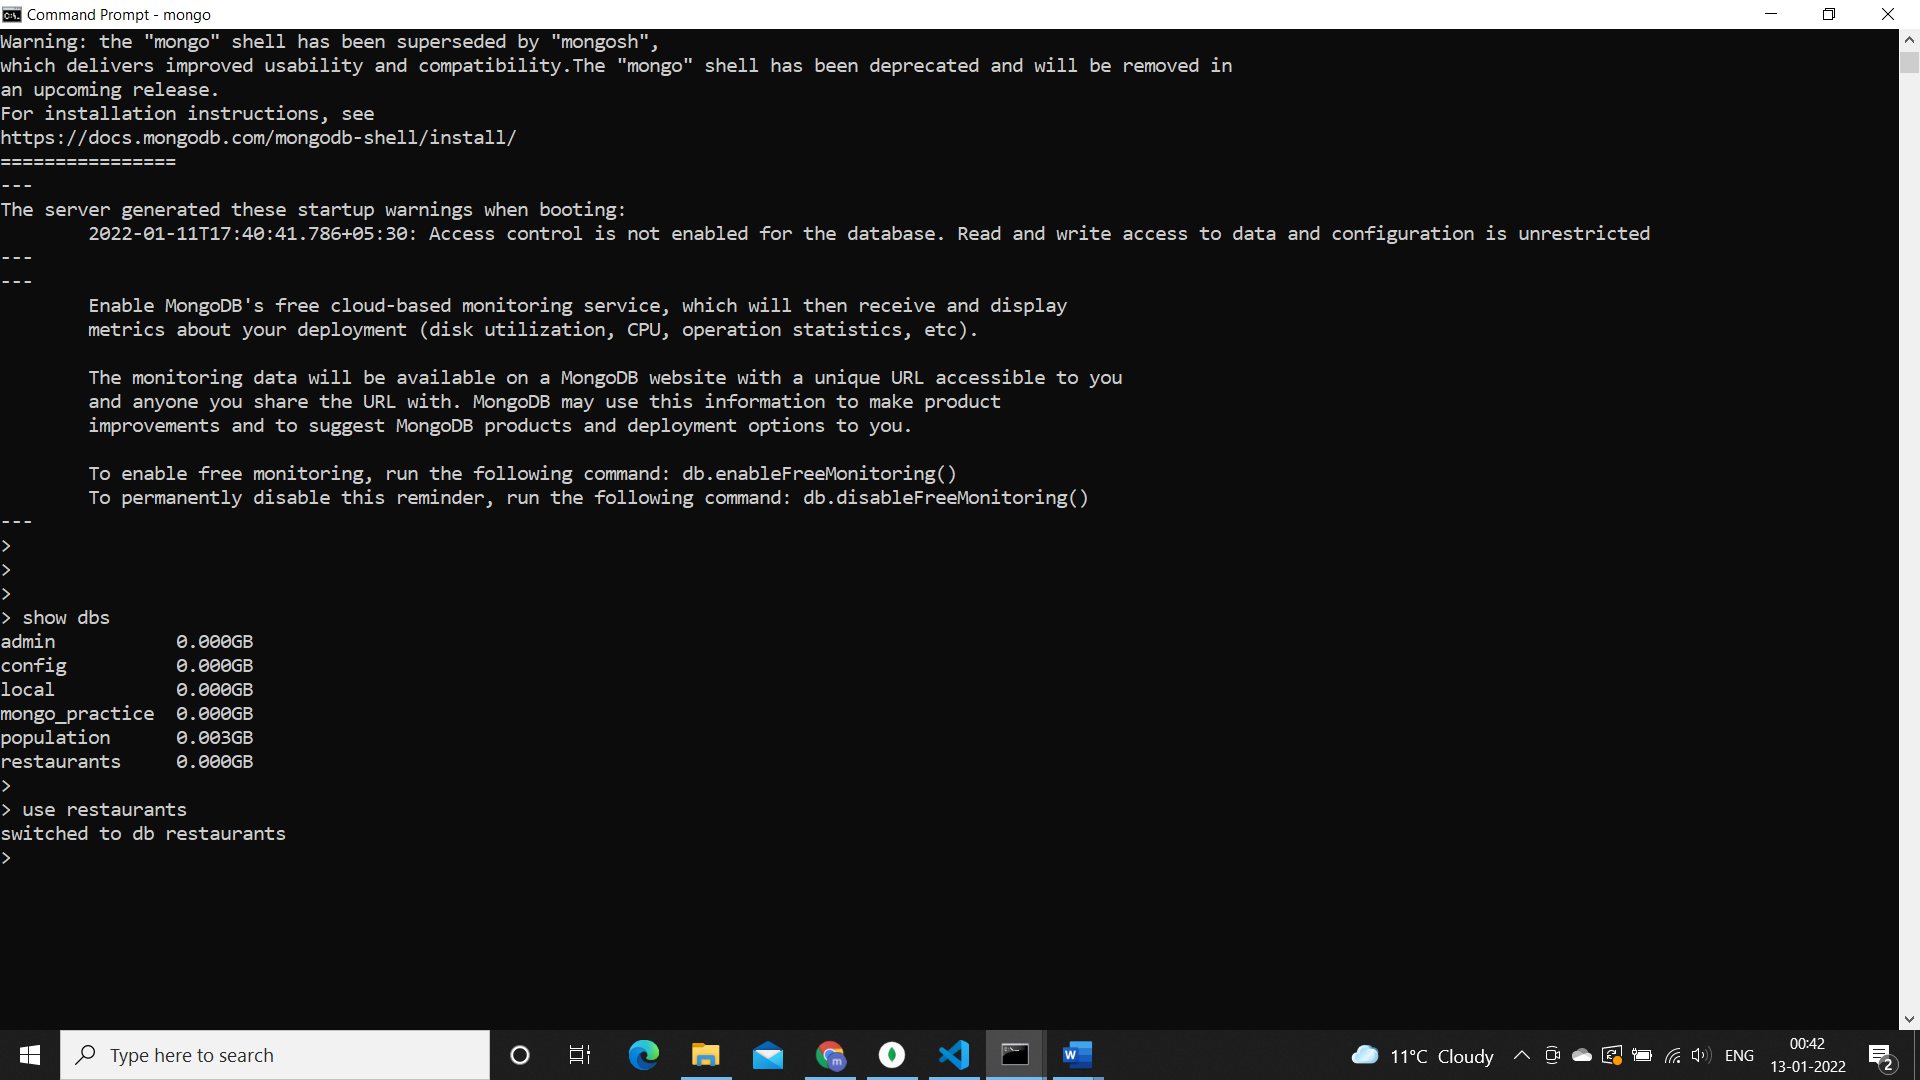 Command Prompt - mongo
Warning: the "mongo" shell has been superseded by "mongosh",
which delivers improved usability and compatibility.The "mongo" shell has been deprecated and will be removed in
an upcoming release.
For installation instructions, see
https://docs.mongodb.com/mongodb-shell/install/
================
---
The server generated these startup warnings when booting:
        2022-01-11T17:40:41.786+05:30: Access control is not enabled for the database. Read and write access to data and configuration is unrestricted
---
---
        Enable MongoDB's free cloud-based monitoring service, which will then receive and display
        metrics about your deployment (disk utilization, CPU, operation statistics, etc).

        The monitoring data will be available on a MongoDB website with a unique URL accessible to you
        and anyone you share the URL with. MongoDB may use this information to make product
        improvements and to suggest MongoDB products and deployment options to you.

        To enable free monitoring, run the following command: db.enableFreeMonitoring()
        To permanently disable this reminder, run the following command: db.disableFreeMonitoring()
---
>
>
>
> show dbs
admin           0.000GB
config          0.000GB
local           0.000GB
mongo_practice  0.000GB
population      0.003GB
restaurants     0.000GB
>
> use restaurants
switched to db restaurants
>
Type here to search
11°C Cloudy
ENG
00:42
13-01-2022
2